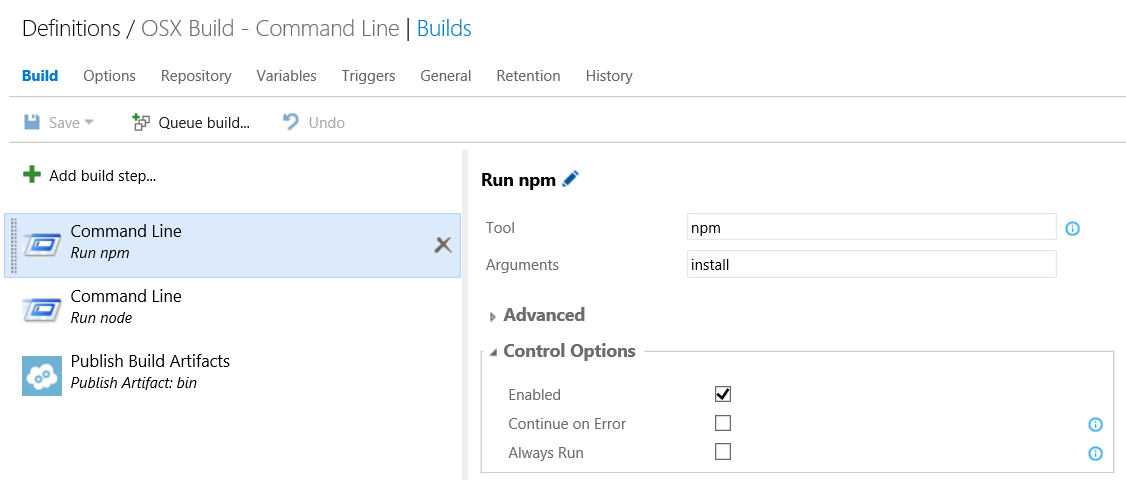 Definitions / OSX Build - Command Line | Builds
Build Options Repository Variables Triggers General Retention History
Save Queue build... Undo
Add build step...
Command Line
Run npm
Command Line
Run node
Publish Build Artifacts
Publish Artifact: bin
Run npm
Tool npm
Arguments install
Advanced
Control Options
Enabled
Continue on Error
Always Run